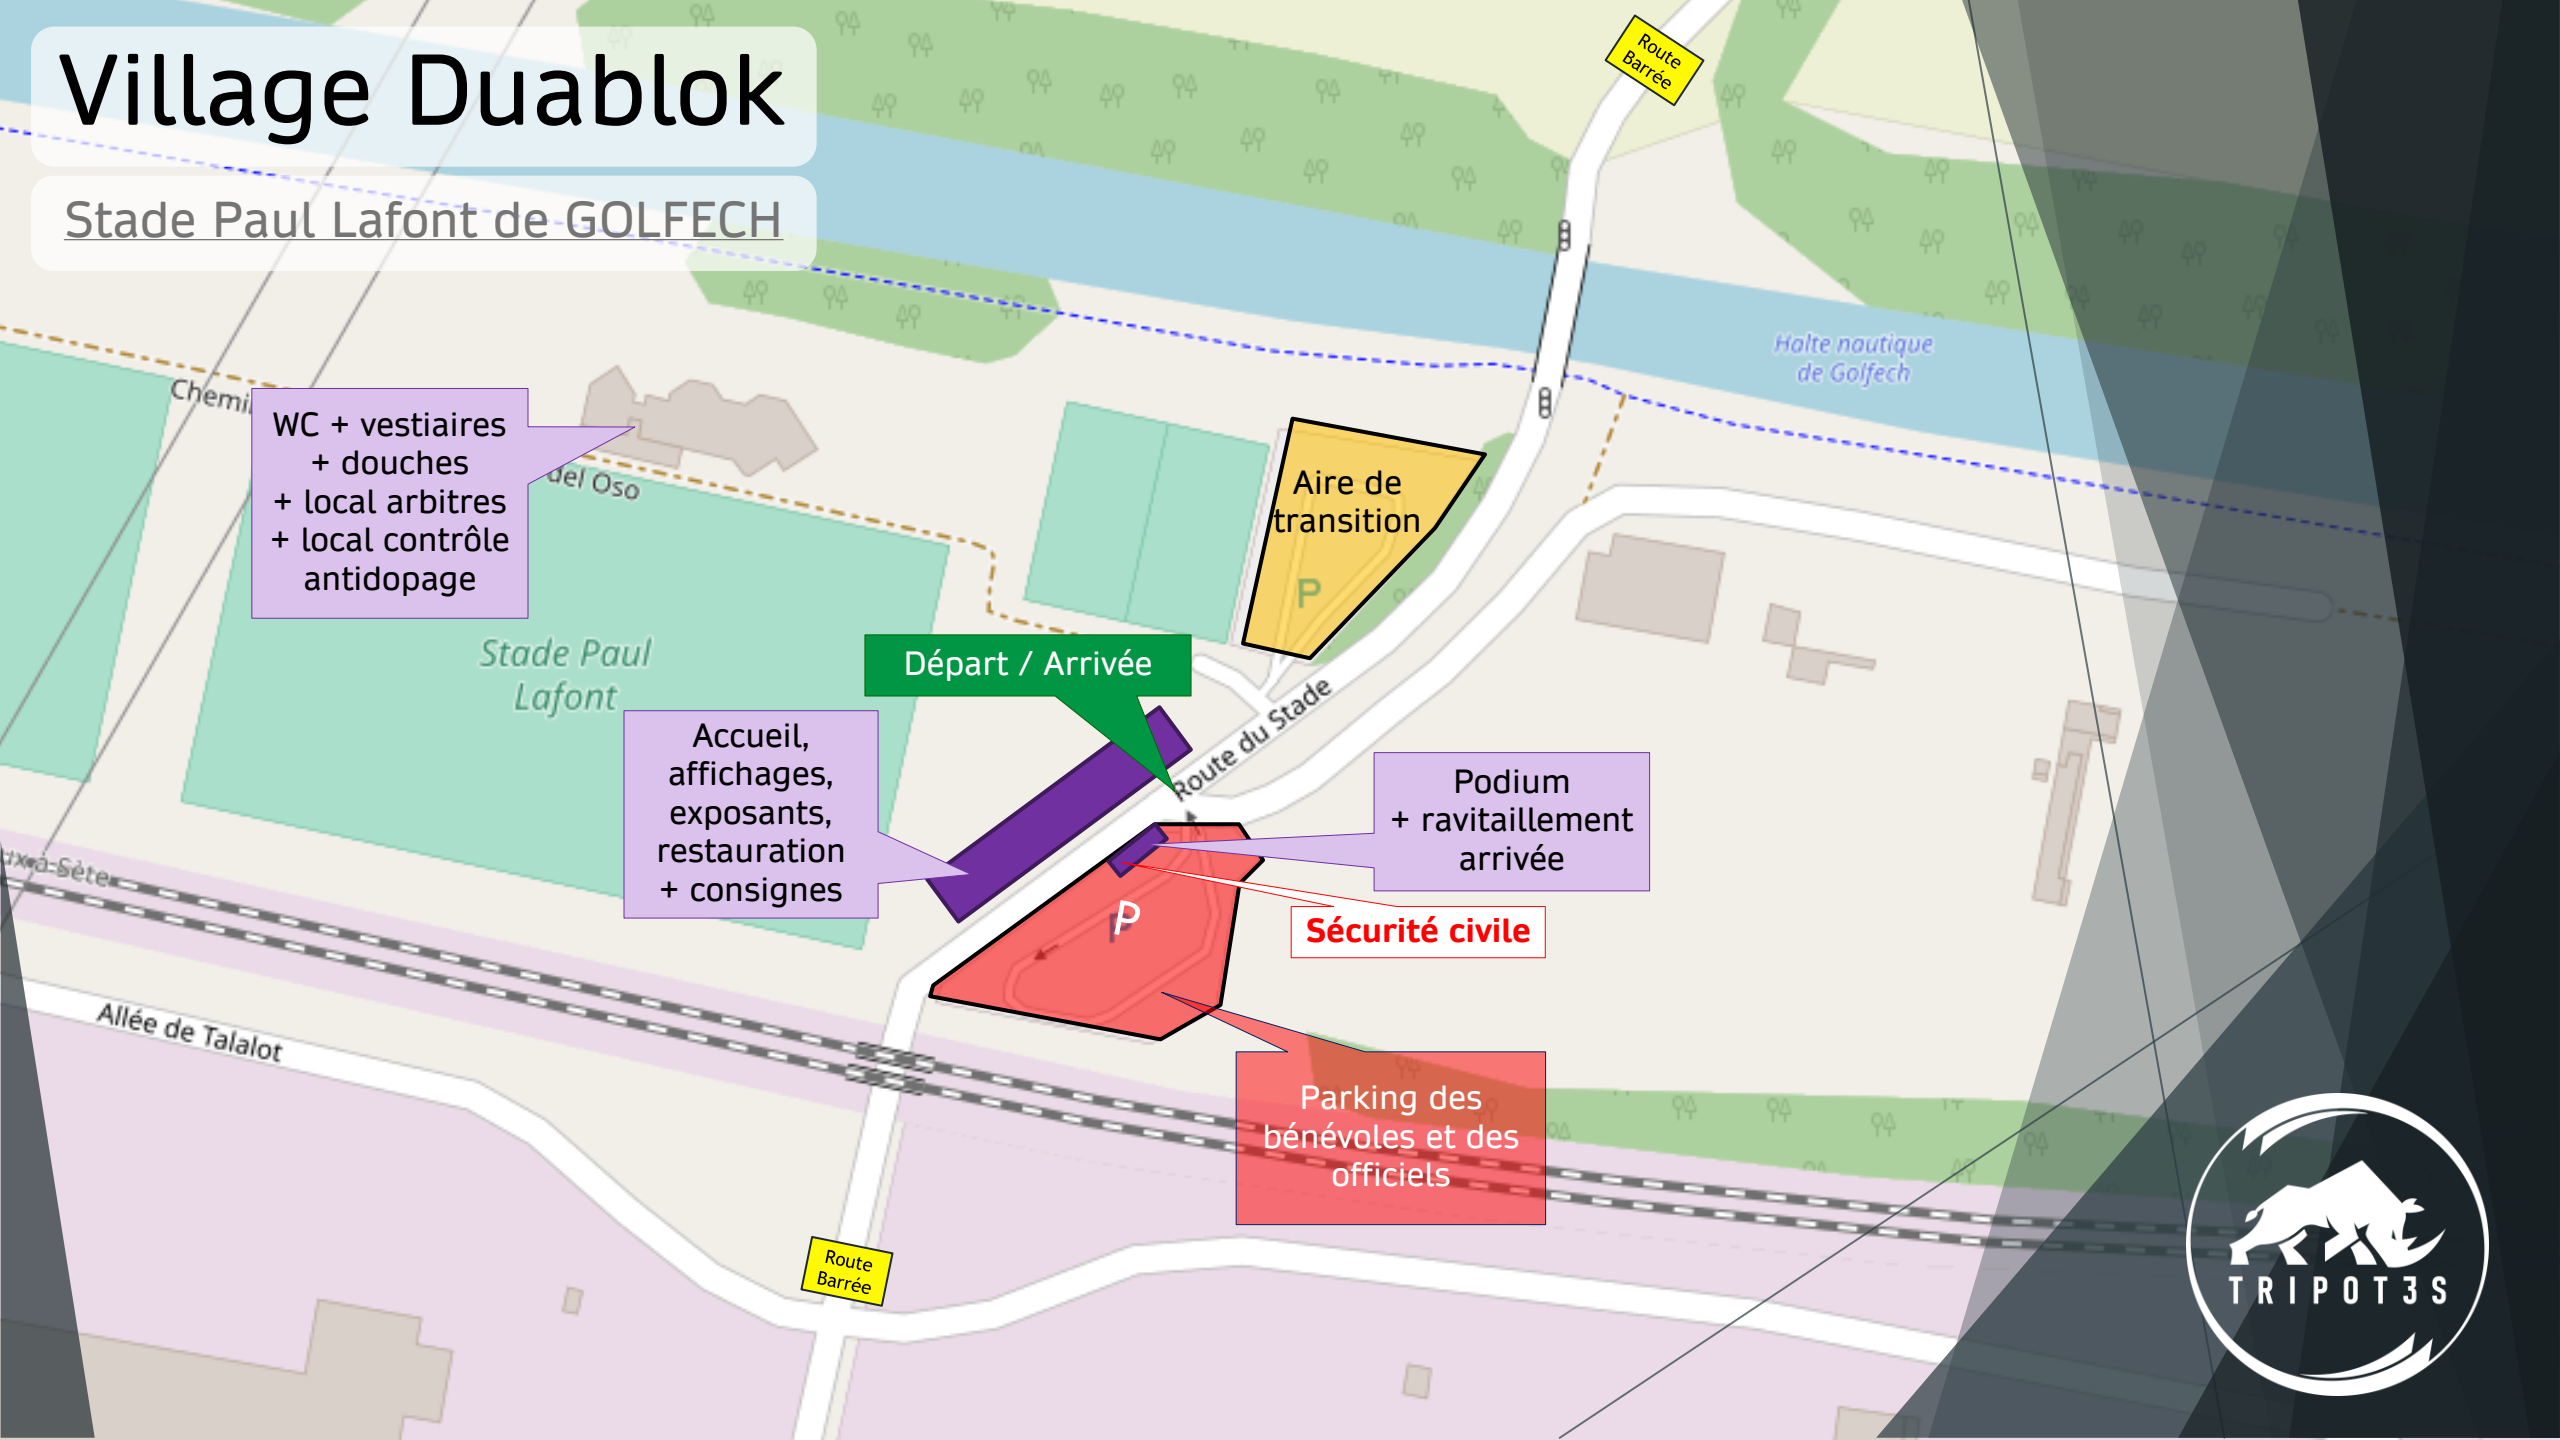 Village Duablok
Stade Paul Lafont de GOLFECH
Route
Barrée
Halte nautique
de Golfech
WC + vestiaires
+ douches
+ local arbitres
+ local contrôle
antidopage
del Oso
Aire de
transition
P
Stade Paul
Lafont
Départ / Arrivée
Route du Stade
Accueil,
affichages,
exposants,
restauration
+ consignes
Podium
+ ravitaillement
arrivée
P
Sécurité civile
à Sète
Allée de Talalot
Parking des
bénévoles et des
officiels
Route
Barrée
TRIPOT3S